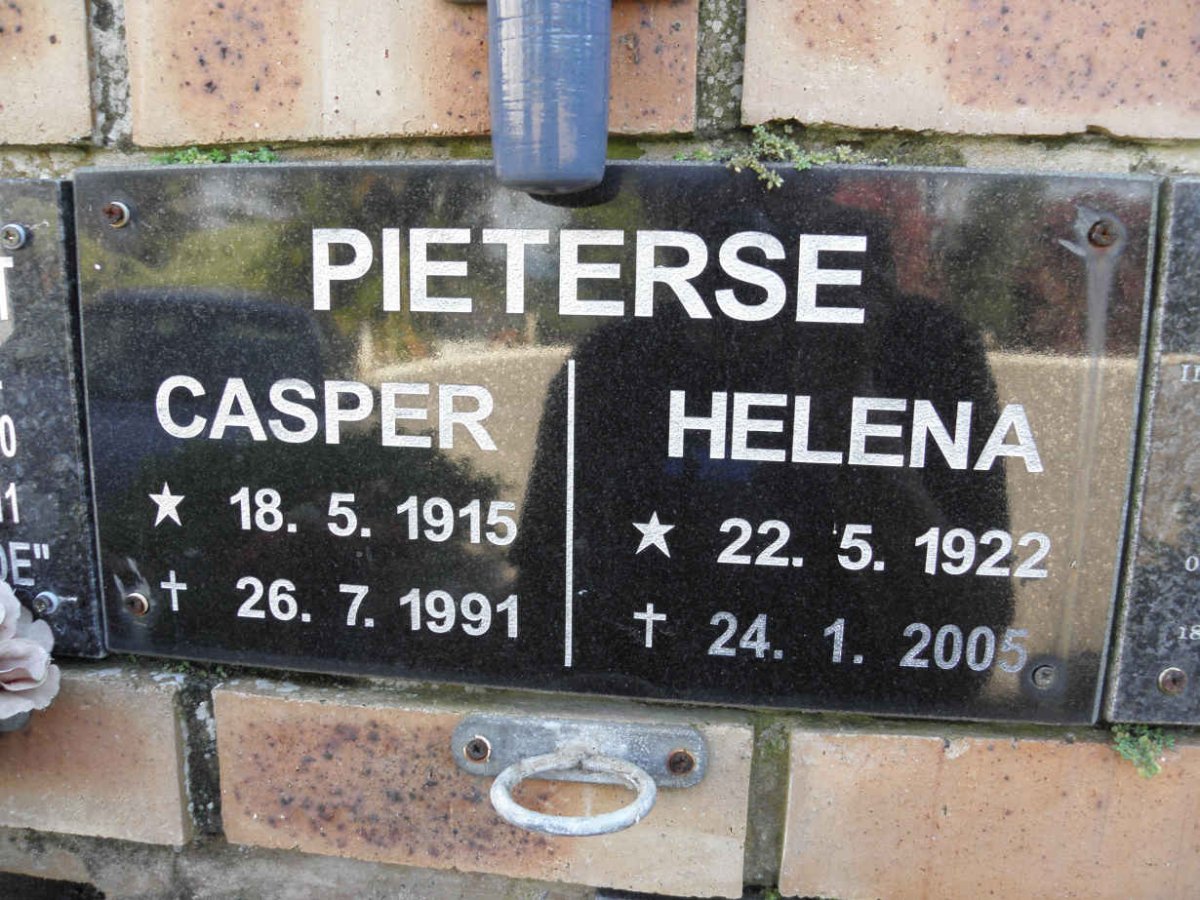 PIETERSE
CASPER
★ 18. 5. 1915
✝ 26. 7. 1991
HELENA
★ 22. 5. 1922
✝ 24. 1. 2005